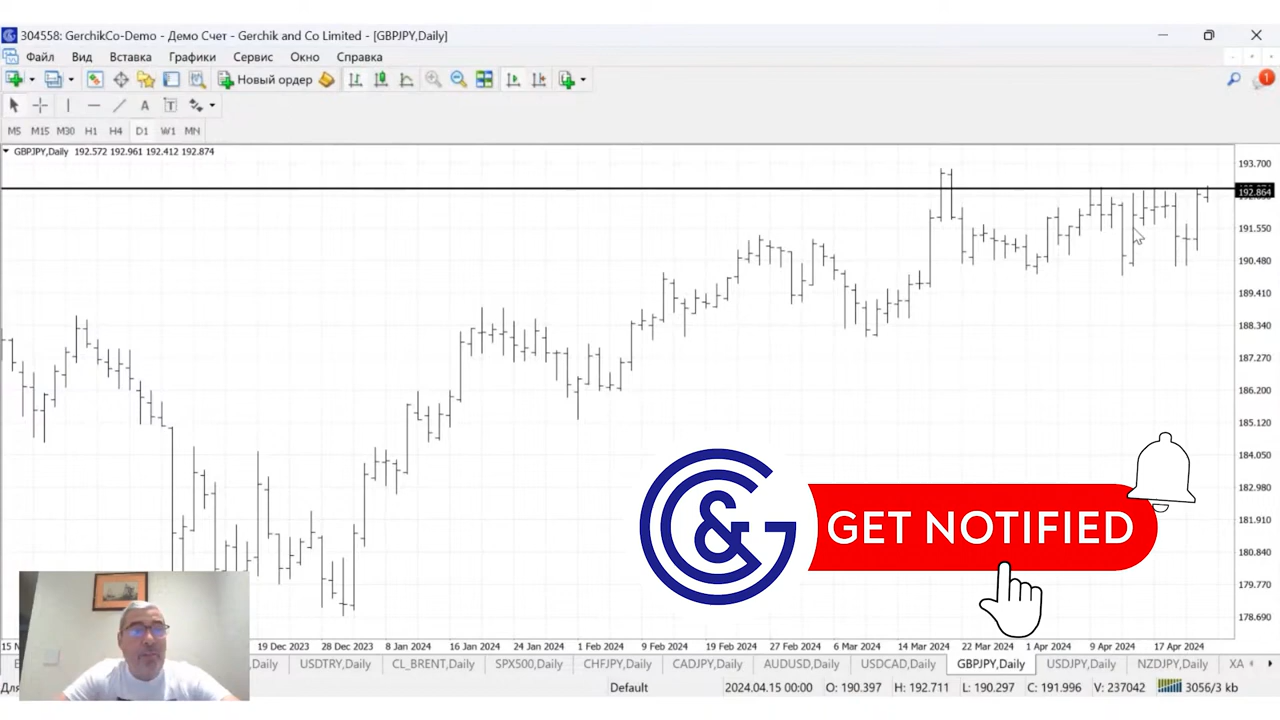 304558: GerchikCo-Demo - Демо Счет - Gerchik and Co Limited - [GBPJPY,Daily]
Файл Вид Вставка Графики Сервис Окно Справка
Новый ордер
1
A T
M5 M15 M30 H1 H4 D1 W1 MN
GBPJPY,Daily 192.572 192.961 192.412 192.874
193.700
192.864
191.550
190.480
189.410
188.340
187.270
186.200
185.120
184.050
182.980
181.910
180.840
179.770
178.690
G&C
GET NOTIFIED
15 19 Dec 2023 28 Dec 2023 8 Jan 2024 16 Jan 2024 24 Jan 2024 1 Feb 2024 9 Feb 2024 19 Feb 2024 27 Feb 2024 6 Mar 2024 14 Mar 2024 22 Mar 2024 1 Apr 2024 9 Apr 2024 17 Apr 2024
,Daily USDTRY,Daily CL_BRENT,Daily SPX500,Daily CHFJPY,Daily CADJPY,Daily AUDUSD,Daily USDCAD,Daily GBPJPY,Daily USDJPY,Daily NZDJPY,Daily XA
Default 2024.04.15 00:00 O: 190.397 H: 192.711 L: 190.297 C: 191.996 V: 237042 3056/3 kb